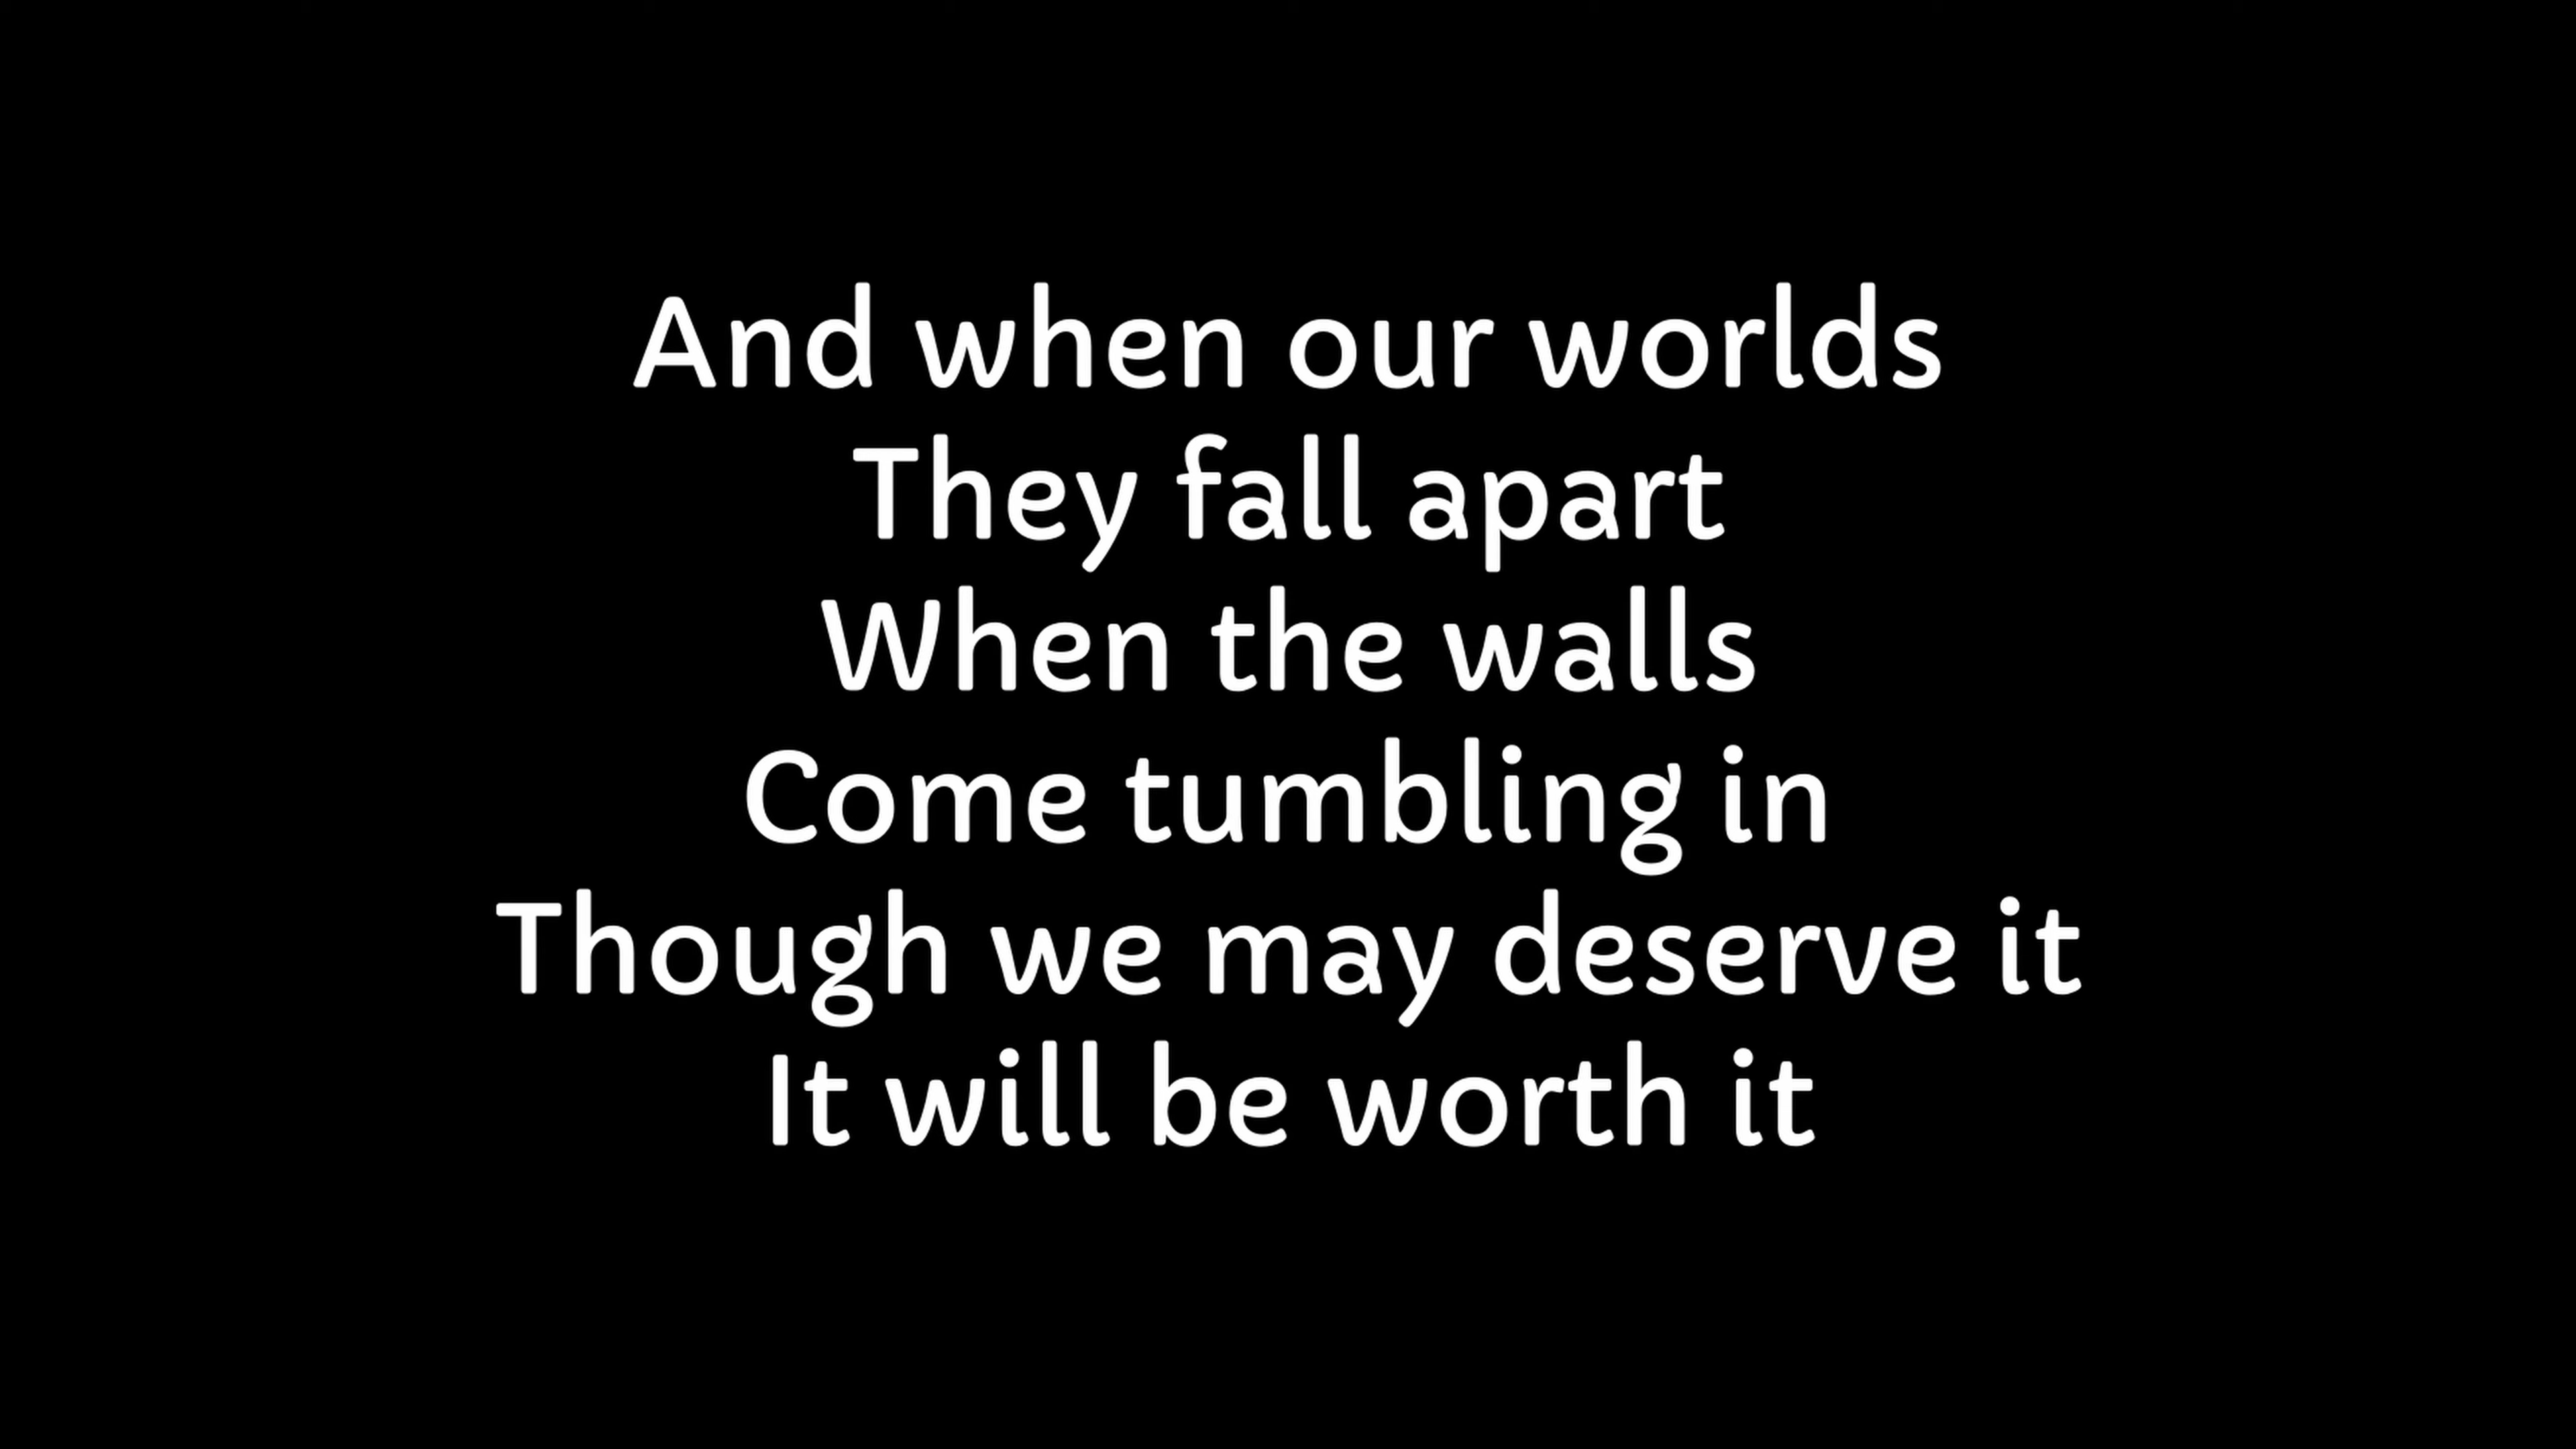 And when our worlds
They fall apart
When the walls
Come tumbling in
Though we may deserve it
It will be worth it